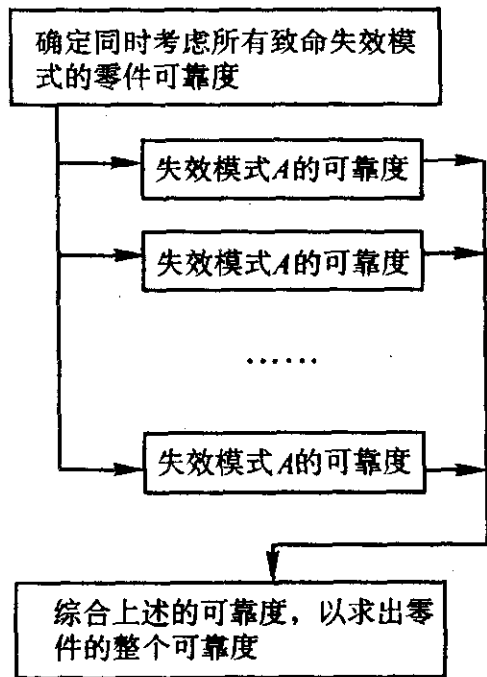 确定同时考虑所有致命失效模
式的零件可靠度
失效模式A的可靠度
失效模式A的可靠度
……
失效模式A的可靠度
综合上述的可靠度，以求出零
件的整个可靠度